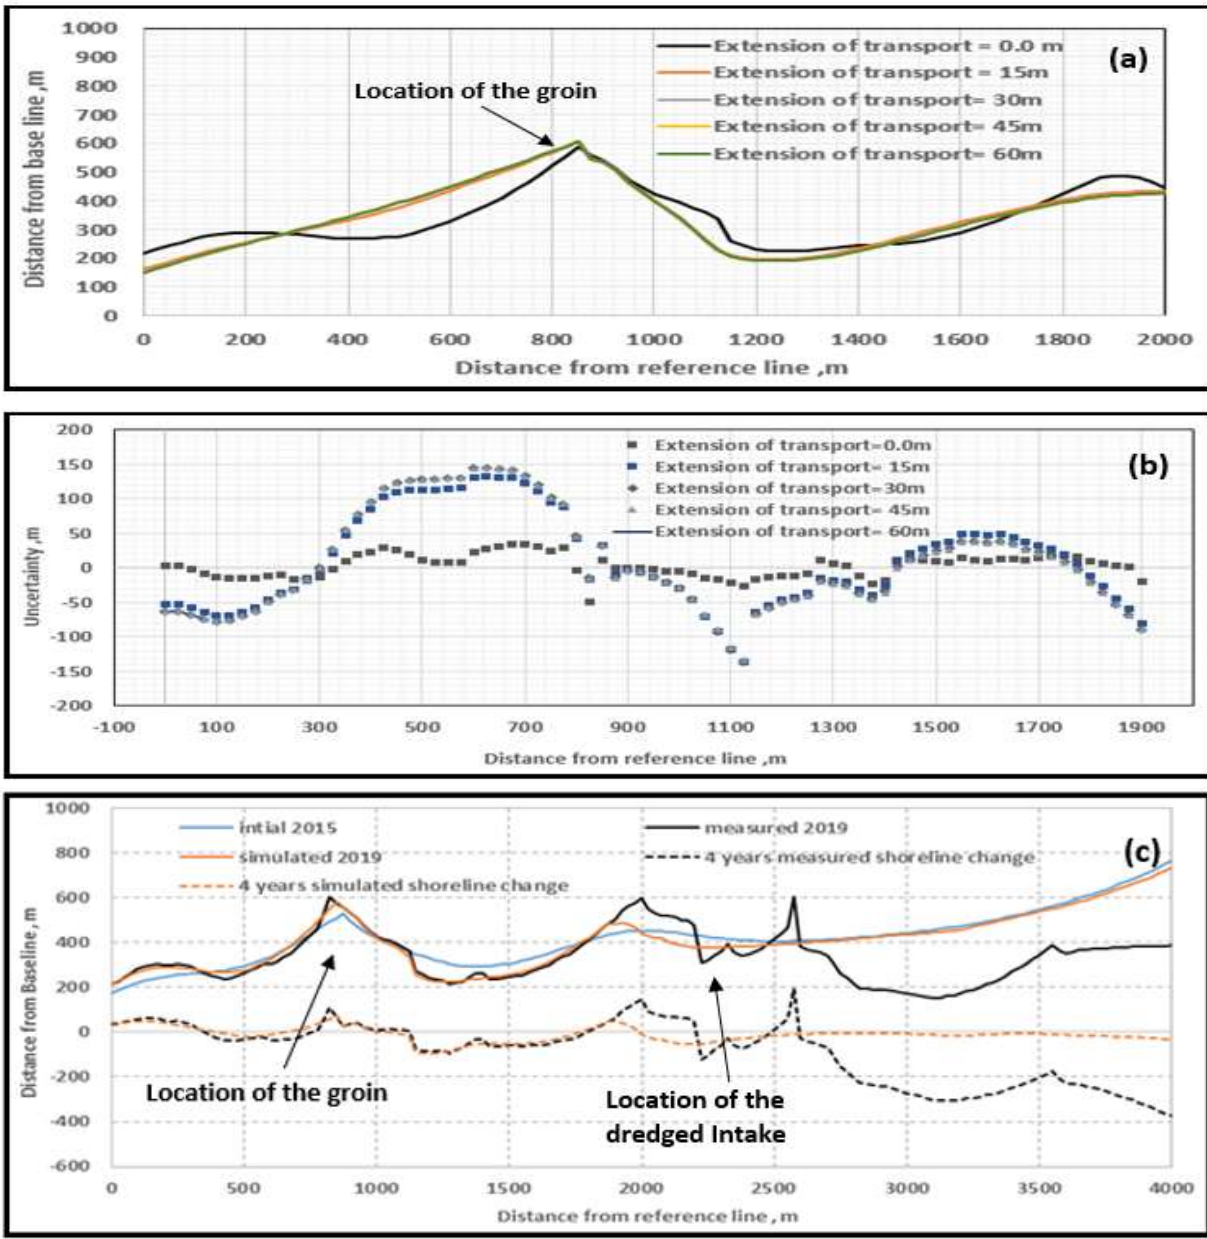 (a)
Extension of transport = 0.0 m
Extension of transport = 15m
Extension of transport= 30m
Extension of transport= 45m
Extension of transport= 60m
Location of the groin
Distance from base line ,m
1000
900
800
700
600
500
400
300
200
100
0
0 200 400 600 800 1000 1200 1400 1600 1800 2000
Distance from reference line ,m
(b)
Extension of transport=0.0m
Extension of transport= 15m
Extension of transport=30m
Extension of transport= 45m
Extension of transport= 60m
Uncertainty ,m
200
150
100
50
0
-50
-100
-150
-200
-100 100 300 500 700 900 1100 1300 1500 1700 1900
Distance from reference line ,m
(c)
intial 2015
measured 2019
simulated 2019
4 years measured shoreline change
4 years simulated shoreline change
Distance from Baseline , m
1000
800
600
400
200
0
-200
-400
-600
Location of the groin
Location of the
dredged Intake
0 500 1000 1500 2000 2500 3000 3500 4000
Distance from reference line , m